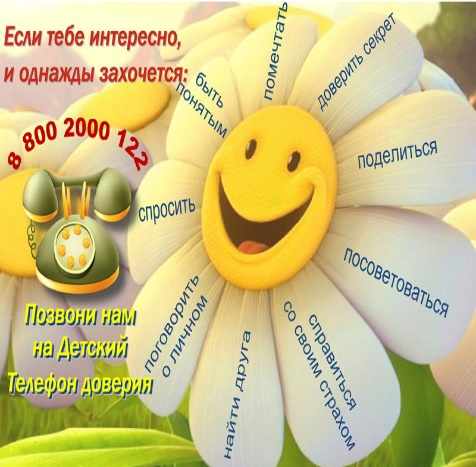 Если тебе интересно,
и однажды захочется:
8 800 2000 122
Позвони нам
на Детский
Телефон доверия
быть
понятым
помечтать
доверить секрет
поделиться
посоветоваться
справиться
со своим страхом
найти друга
поговорить
о личном
спросить